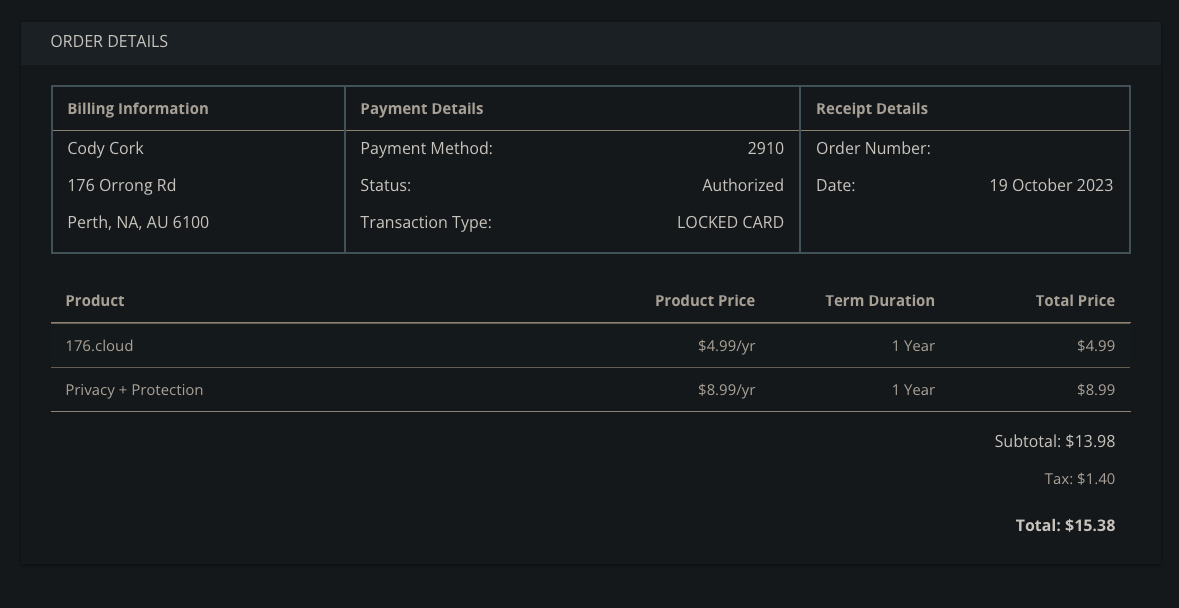 ORDER DETAILS
Billing Information
Cody Cork
176 Orrong Rd
Perth, NA, AU 6100
Payment Details
Payment Method: 2910
Status: Authorized
Transaction Type: LOCKED CARD
Receipt Details
Order Number:
Date: 19 October 2023
Product Product Price Term Duration Total Price
176.cloud $4.99/yr 1 Year $4.99
Privacy + Protection $8.99/yr 1 Year $8.99
Subtotal: $13.98
Tax: $1.40
Total: $15.38